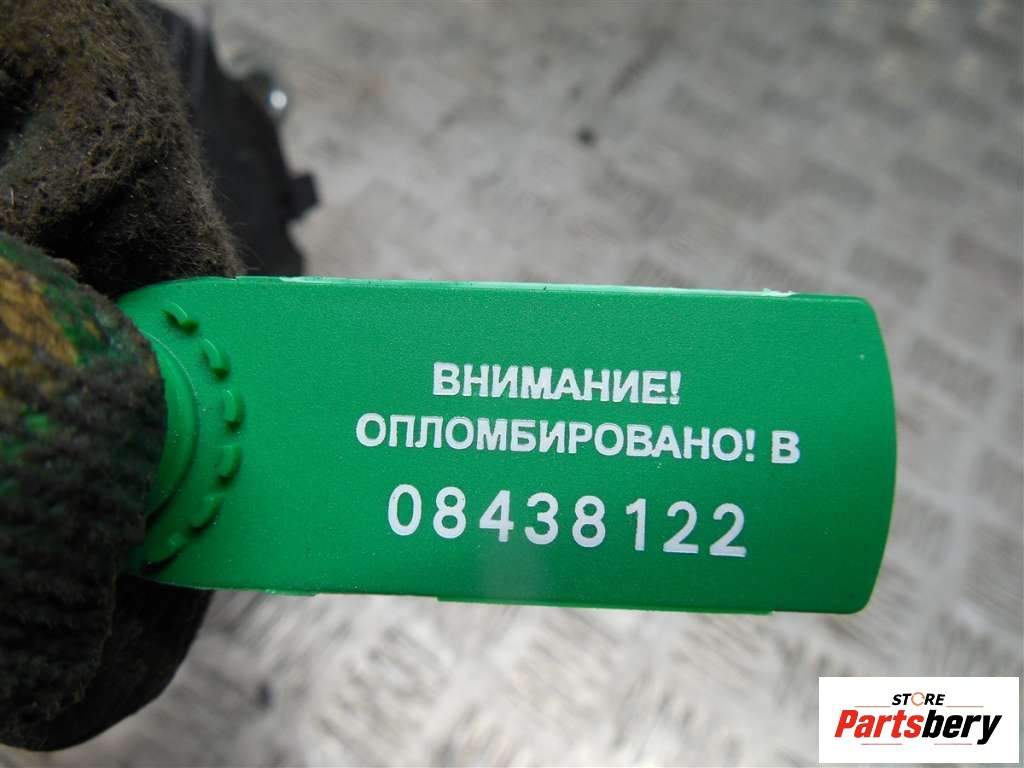 ВНИМАНИЕ!
ОПЛОМБИРОВАНО! В
08438122
STORE
Partsbery